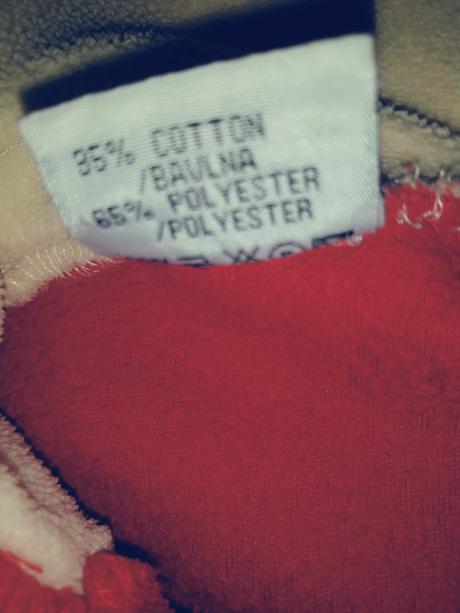 35% COTTON
/BAVLNA
65% POLYESTER
/POLYESTER